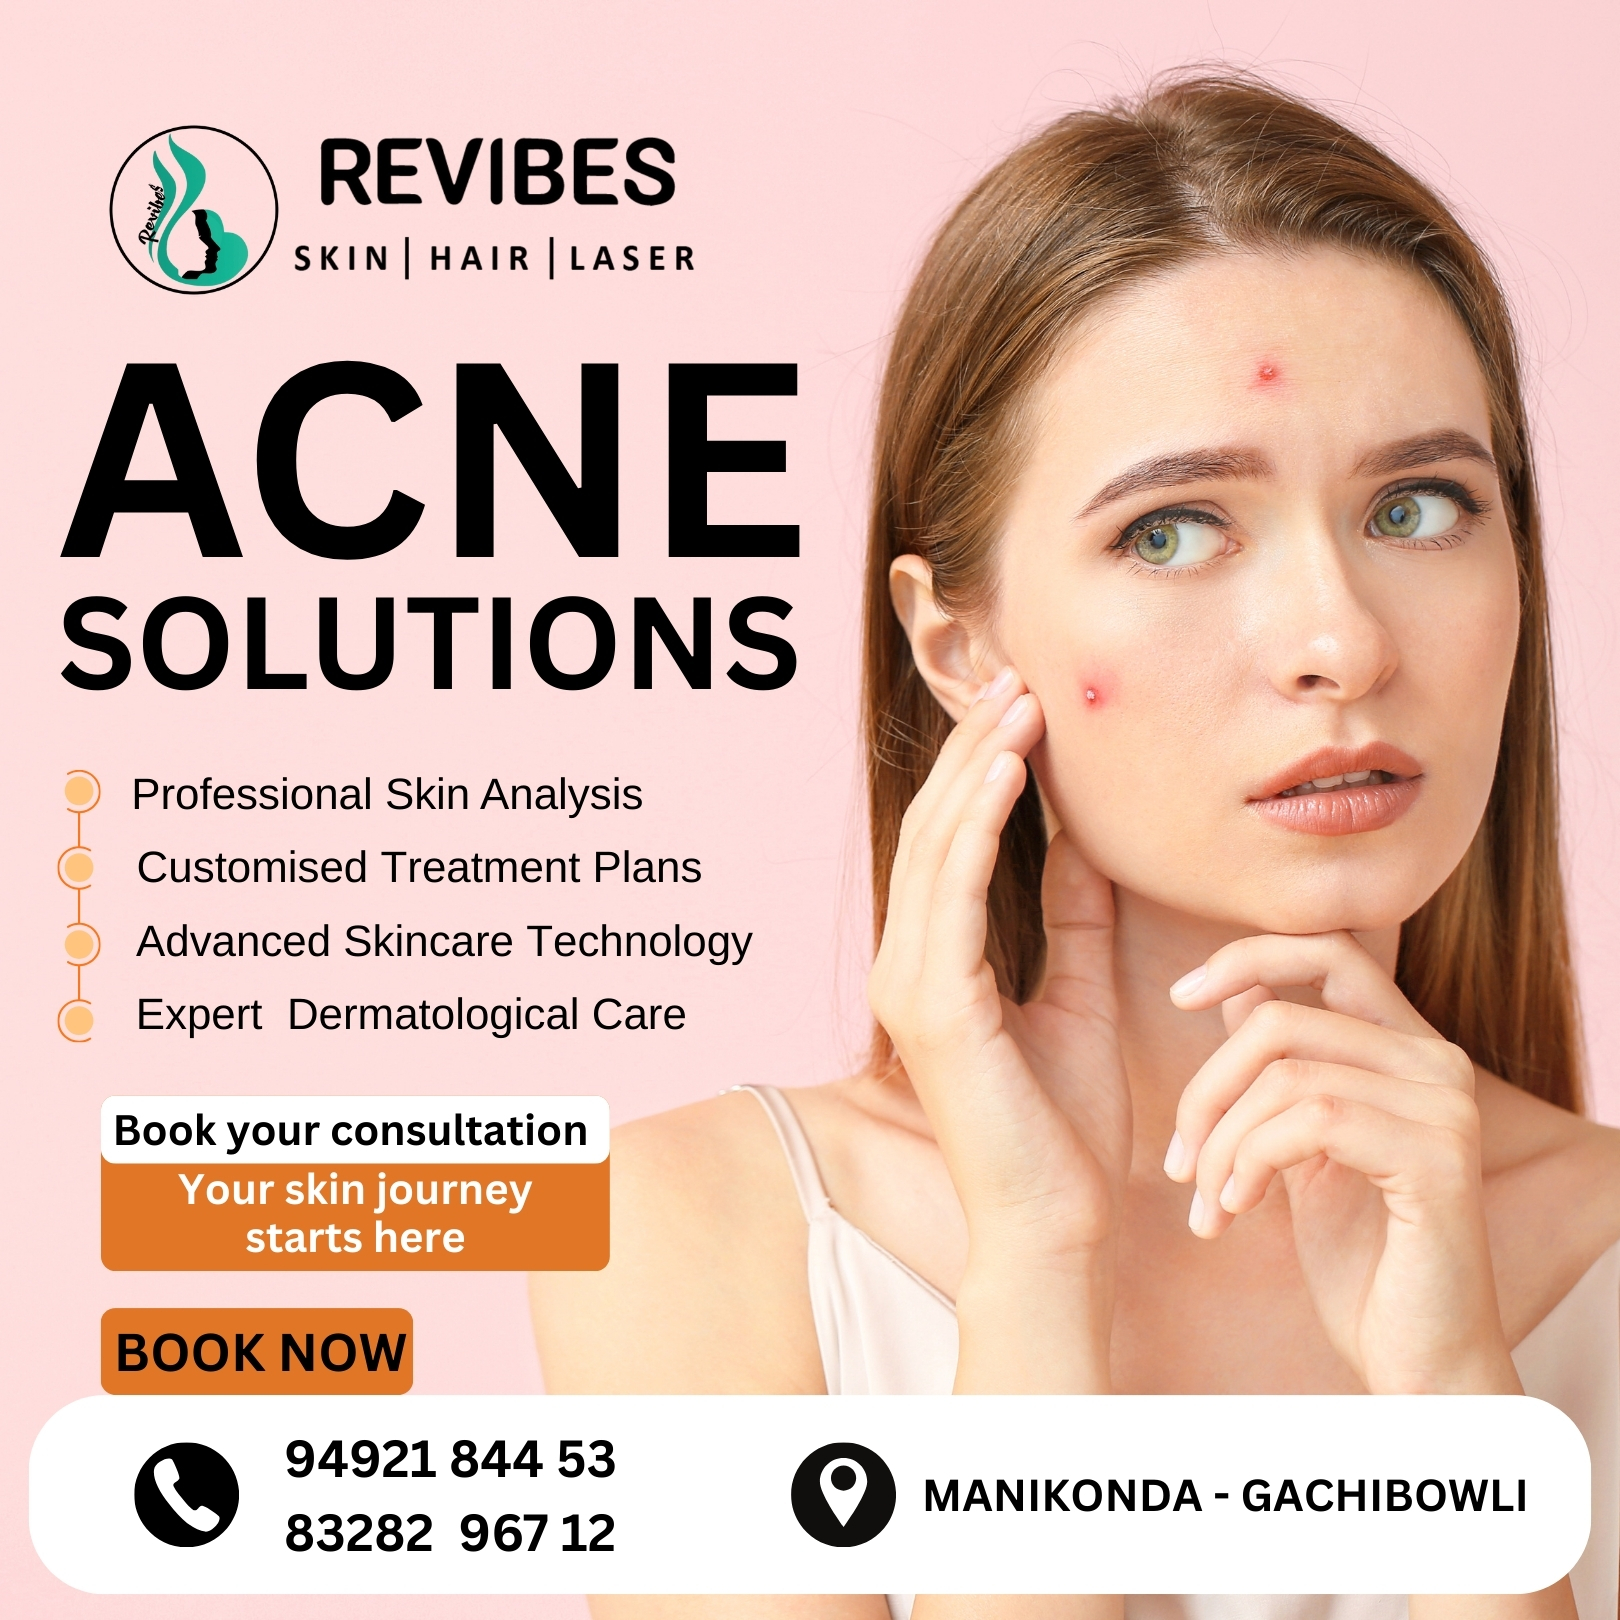 Revibes
REVIBES
SKIN | HAIR | LASER
ACNE
SOLUTIONS
Professional Skin Analysis
Customised Treatment Plans
Advanced Skincare Technology
Expert Dermatological Care
Book your consultation
Your skin journey
starts here
BOOK NOW
94921 844 53
83282 967 12
MANIKONDA - GACHIBOWLI